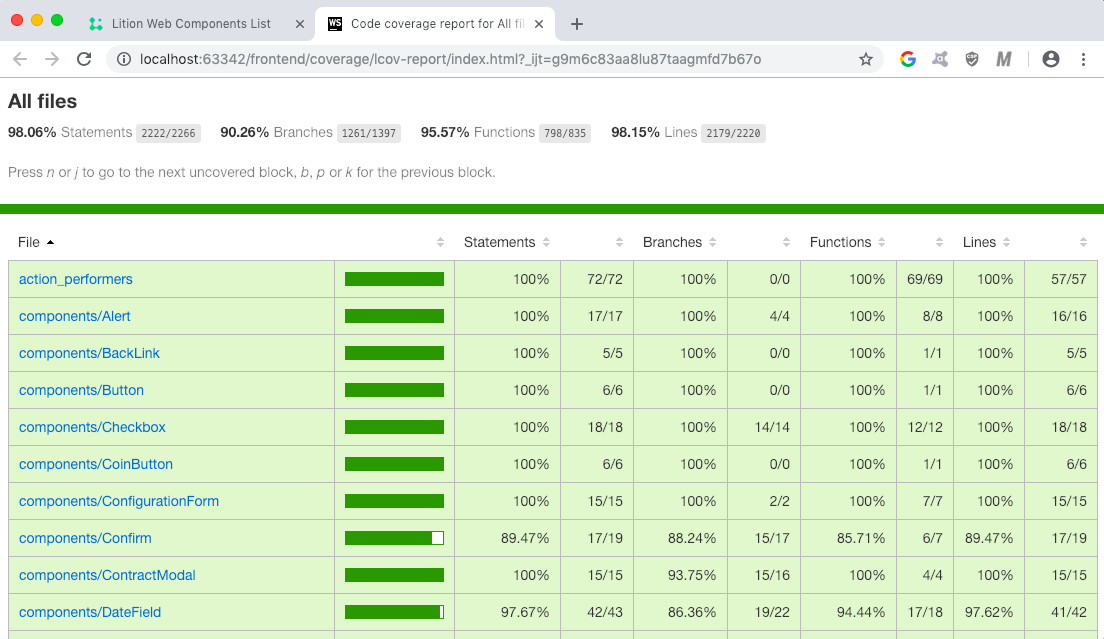 Lition Web Components List
WS Code coverage report for All fil
localhost:63342/frontend/coverage/lcov-report/index.html?_ijt=g9m6c83aa8lu87taagmfd7b67o
All files
98.06% Statements 2222/2266 90.26% Branches 1261/1397 95.57% Functions 798/835 98.15% Lines 2179/2220
Press n or j to go to the next uncovered block, b, p or k for the previous block.
File Statements Branches Functions Lines
action_performers 100% 72/72 100% 0/0 100% 69/69 100% 57/57
components/Alert 100% 17/17 100% 4/4 100% 8/8 100% 16/16
components/BackLink 100% 5/5 100% 0/0 100% 1/1 100% 5/5
components/Button 100% 6/6 100% 0/0 100% 1/1 100% 6/6
components/Checkbox 100% 18/18 100% 14/14 100% 12/12 100% 18/18
components/CoinButton 100% 6/6 100% 0/0 100% 1/1 100% 6/6
components/ConfigurationForm 100% 15/15 100% 2/2 100% 7/7 100% 15/15
components/Confirm 89.47% 17/19 88.24% 15/17 85.71% 6/7 89.47% 17/19
components/ContractModal 100% 15/15 93.75% 15/16 100% 4/4 100% 15/15
components/DateField 97.67% 42/43 86.36% 19/22 94.44% 17/18 97.62% 41/42